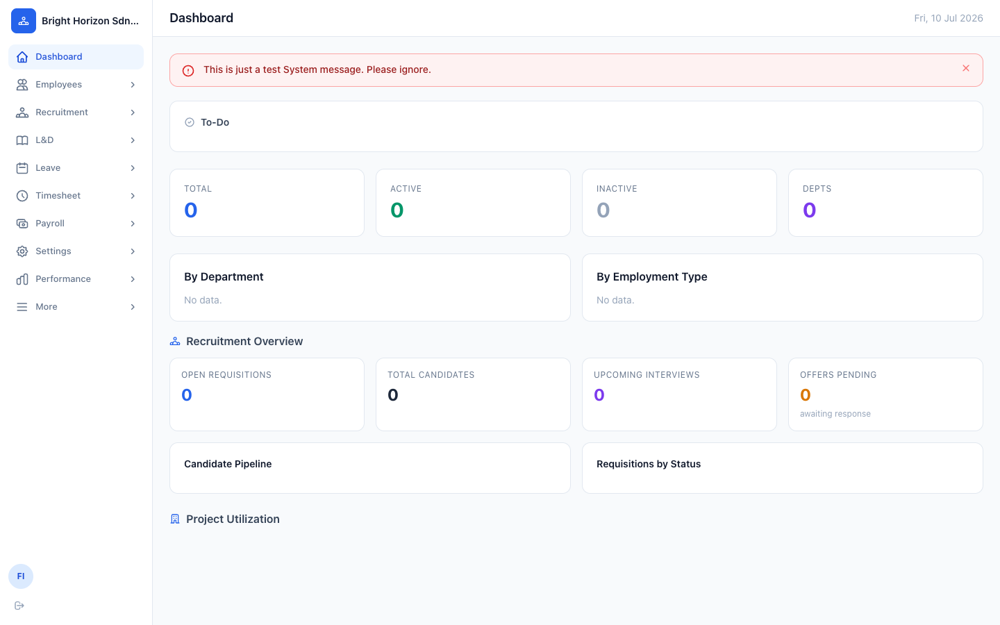 Bright Horizon Sdn...
Dashboard
Employees
Recruitment
L&D
Leave
Timesheet
Payroll
Settings
Performance
More
FI
Dashboard
Fri, 10 Jul 2026
This is just a test System message. Please ignore.
To-Do
TOTAL
0
ACTIVE
0
INACTIVE
0
DEPTS
0
By Department
No data.
By Employment Type
No data.
Recruitment Overview
OPEN REQUISITIONS
0
TOTAL CANDIDATES
0
UPCOMING INTERVIEWS
0
OFFERS PENDING
0
awaiting response
Candidate Pipeline
Requisitions by Status
Project Utilization